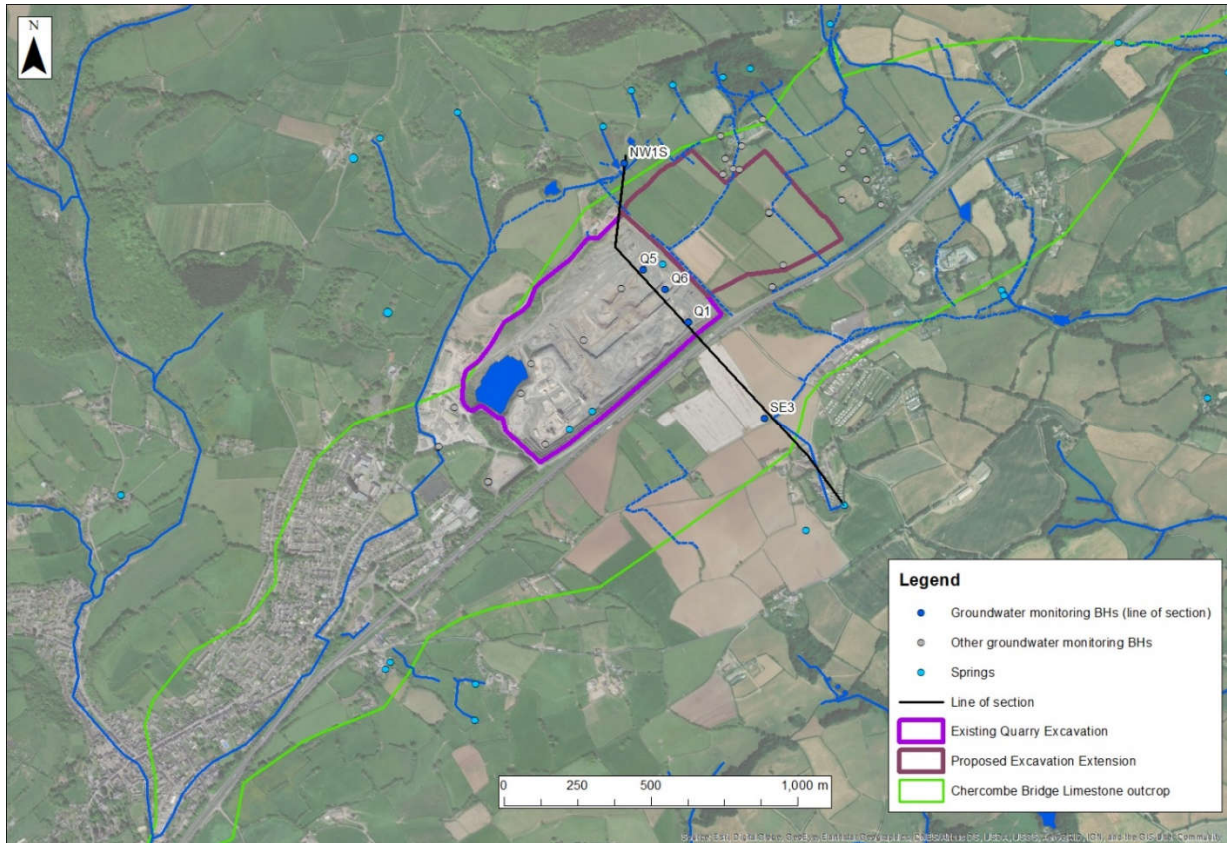 N
NW1S
Q5
Q6
Q1
SE3
Legend
Groundwater monitoring BHs (line of section)
Other groundwater monitoring BHs
Springs
Line of section
Existing Quarry Excavation
Proposed Excavation Extension
Chercombe Bridge Limestone outcrop
0 250 500 1,000 m